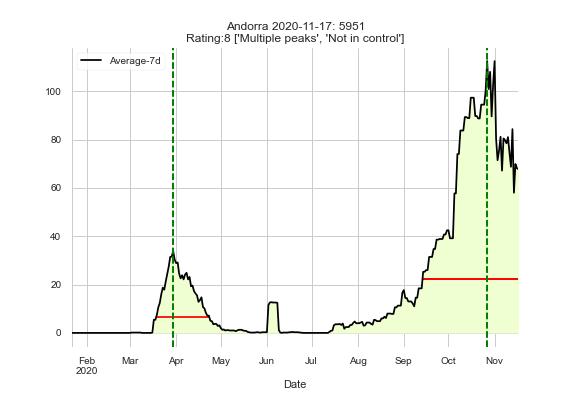 Andorra 2020-11-17: 5951
Rating:8 ['Multiple peaks', 'Not in control']
Average-7d
100
80
60
40
20
0
Feb Mar Apr May Jun Jul Aug Sep Oct Nov
2020
Date